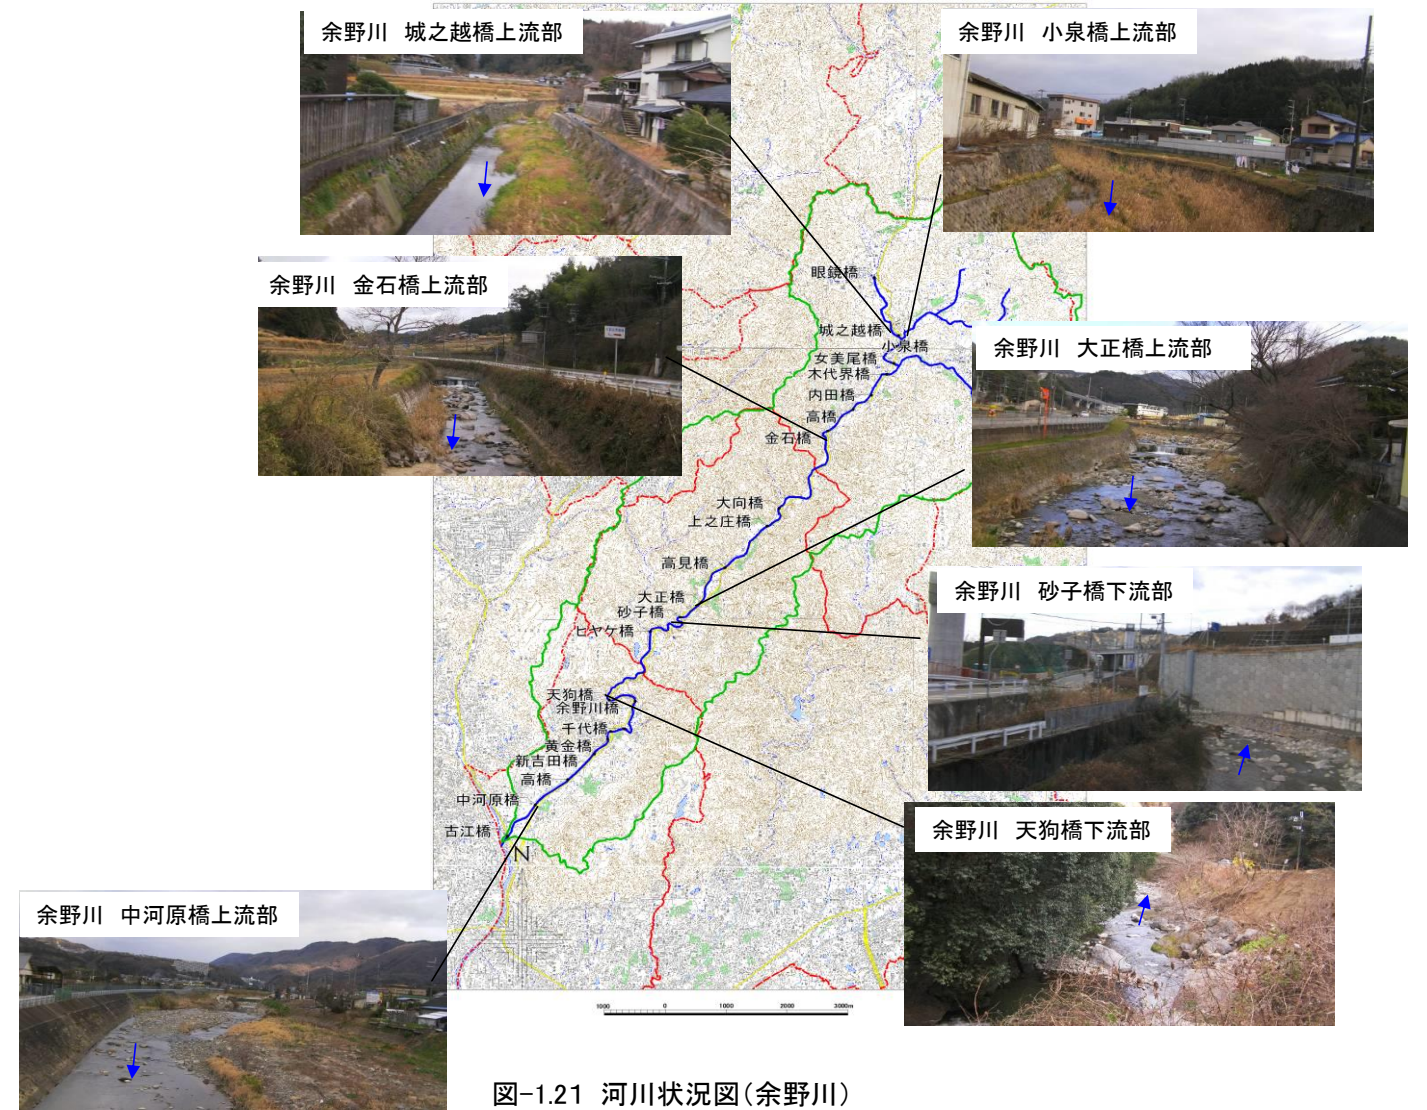 余野川 城之越橋上流部
余野川 小泉橋上流部
余野川 金石橋上流部
余野川 大正橋上流部
余野川 砂子橋下流部
余野川 天狗橋下流部
余野川 中河原橋上流部
眼鏡橋
城之越橋
小泉橋
女美尾橋
木代界橋
内田橋
高橋
金石橋
大向橋
上之庄橋
高見橋
大正橋
砂子橋
ヒヤケ橋
天狗橋
余野川橋
千代橋
黄金橋
新吉田橋
高橋
中河原橋
古江橋
N
1000 0 1000 2000 3000m
図-1.21 河川状況図(余野川)